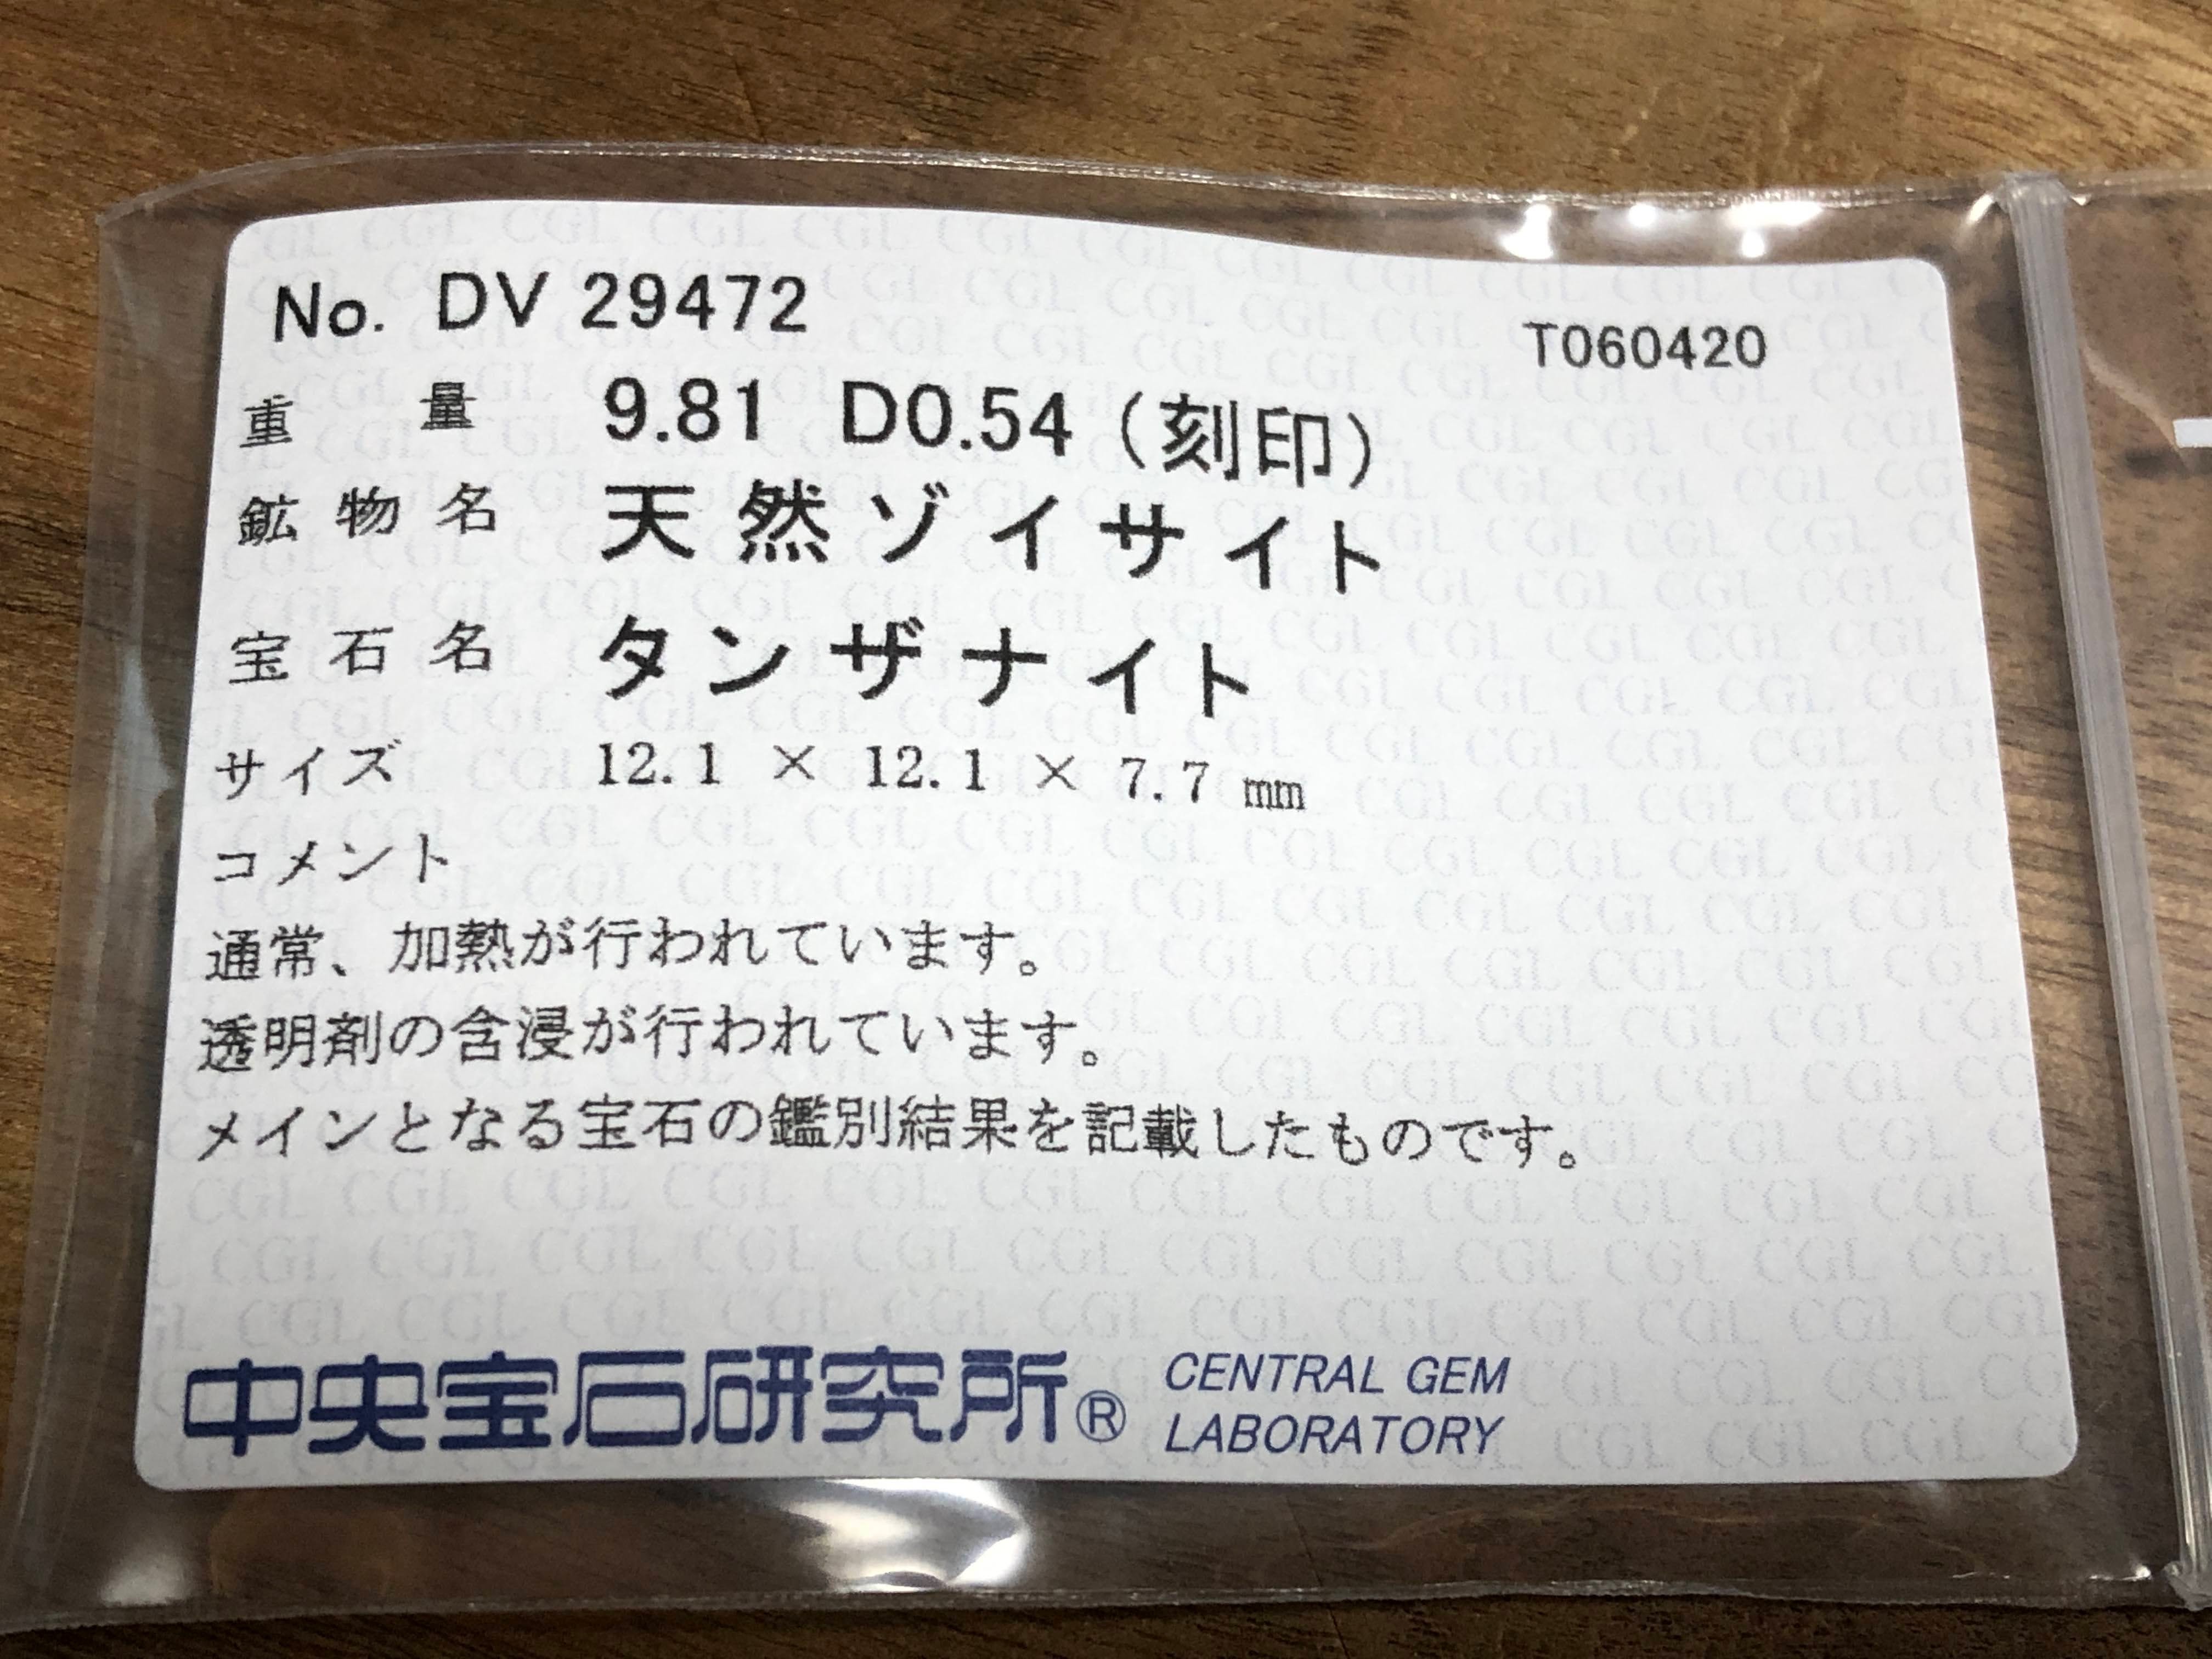 No. DV 29472
T060420
重量 9.81 D0.54 (刻印)
鉱物名 天然ゾイサイト
宝石名 タンザナイト
サイズ 12.1 × 12.1 × 7.7 mm
コメント
通常、加熱が行われています。
透明剤の含浸が行われています。
メインとなる宝石の鑑別結果を記載したものです。
中央宝石研究所® CENTRAL GEM
LABORATORY